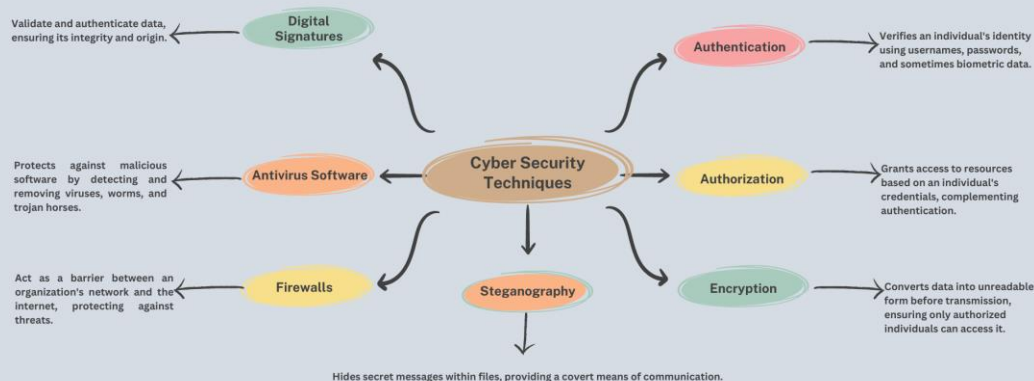 Validate and authenticate data,
ensuring its integrity and origin.
Digital
Signatures
Authentication
Verifies an individual's identity
using usernames, passwords,
and sometimes biometric data.
Protects against malicious
software by detecting and
removing viruses, worms, and
trojan horses.
Antivirus Software
Cyber Security
Techniques
Authorization
Grants access to resources
based on an individual's
credentials, complementing
authentication.
Act as a barrier between an
organization's network and the
internet, protecting against
threats.
Firewalls
Steganography
Encryption
Converts data into unreadable
form before transmission,
ensuring only authorized
individuals can access it.
Hides secret messages within files, providing a covert means of communication.